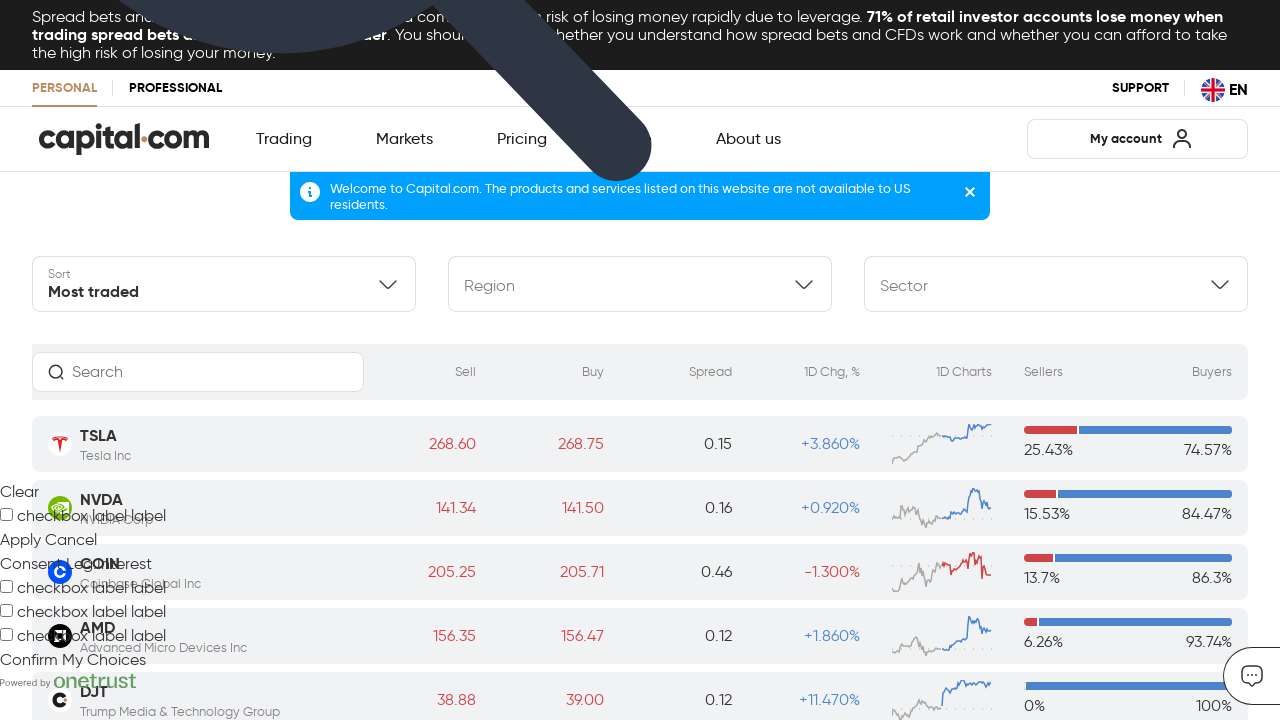 Spread bets and risk of losing money rapidly due to leverage. 71% of retail investor accounts lose money when
trading spread bets . You should whether you understand how spread bets and CFDs work and whether you can afford to take
the high risk of losing your money.
PERSONAL PROFESSIONAL SUPPORT EN
capital.com Trading Markets Pricing About us My account
Welcome to Capital.com. The products and services listed on this website are not available to US
residents.
Sort
Most traded
Region
Sector
Search Sell Buy Spread 1D Chg, % 1D Charts Sellers Buyers
TSLA
Tesla Inc
268.60 268.75 0.15 +3.860% 25.43% 74.57%
Clear
NVDA
NVIDIA Corp
checkbox label label
141.34 141.50 0.16 +0.920% 15.53% 84.47%
Apply Cancel
Consent Leg.Interest
COIN
Coinbase Global Inc
checkbox label label
205.25 205.71 0.46 -1.300% 13.7% 86.3%
checkbox label label
AMD
checkbox label label
Advanced Micro Devices Inc
156.35 156.47 0.12 +1.860% 6.26% 93.74%
Confirm My Choices
Powered by onetrust
DJT
Trump Media & Technology Group
38.88 39.00 0.12 +11.470% 0% 100%